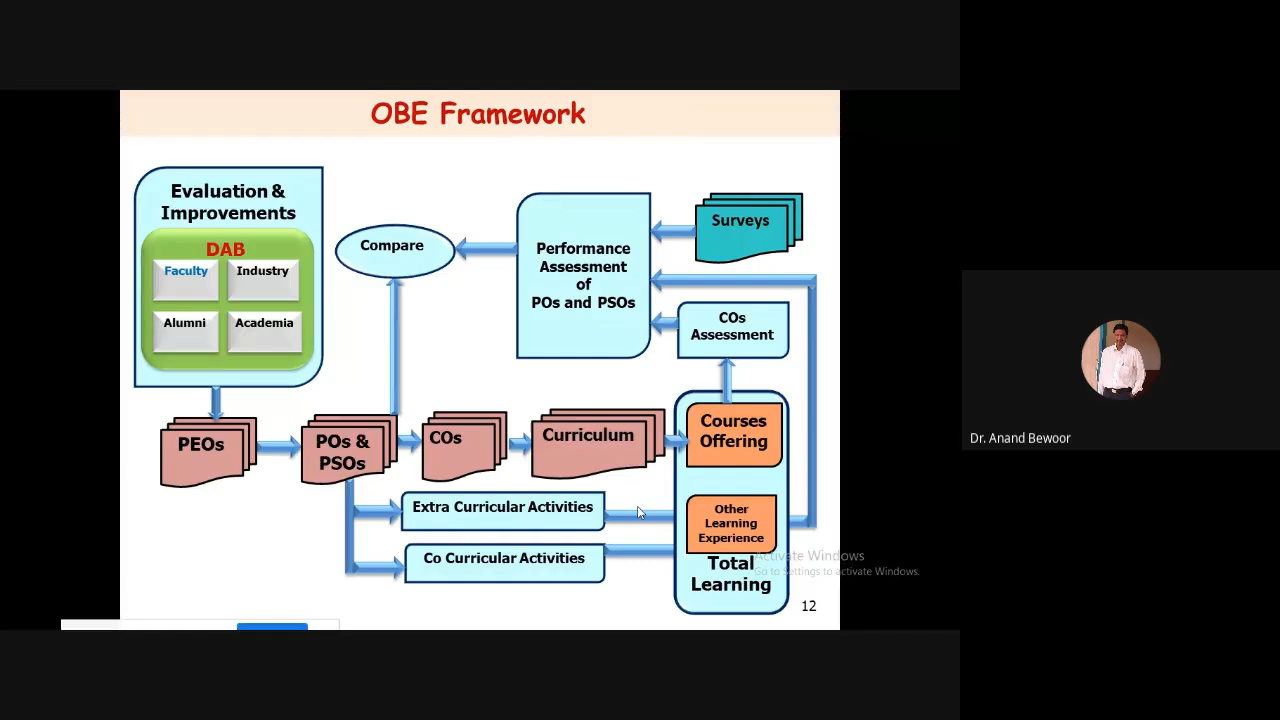 OBE Framework
Evaluation &
Improvements
DAB
Faculty
Industry
Alumni
Academia
Compare
Performance
Assessment
of
POs and PSOs
Surveys
COs
Assessment
PEOs
POs &
PSOs
COs
Curriculum
Courses
Offering
Extra Curricular Activities
Co Curricular Activities
Other
Learning
Experience
Total
Learning
12
Activate Windows
Go to Settings to activate Windows.
Dr. Anand Bewoor